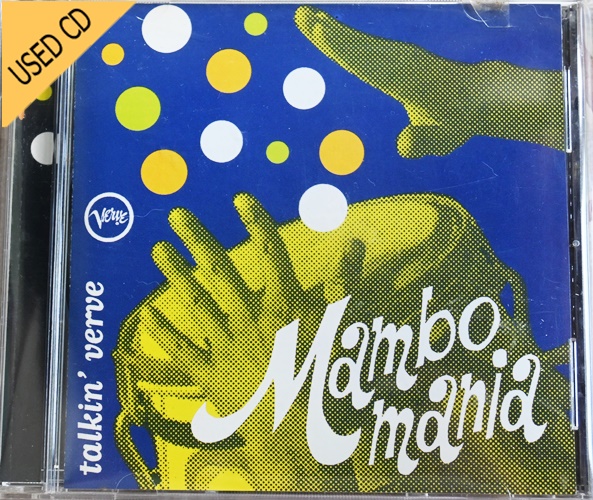 USED CD
Verve
talkin' verve
Mambo
mania